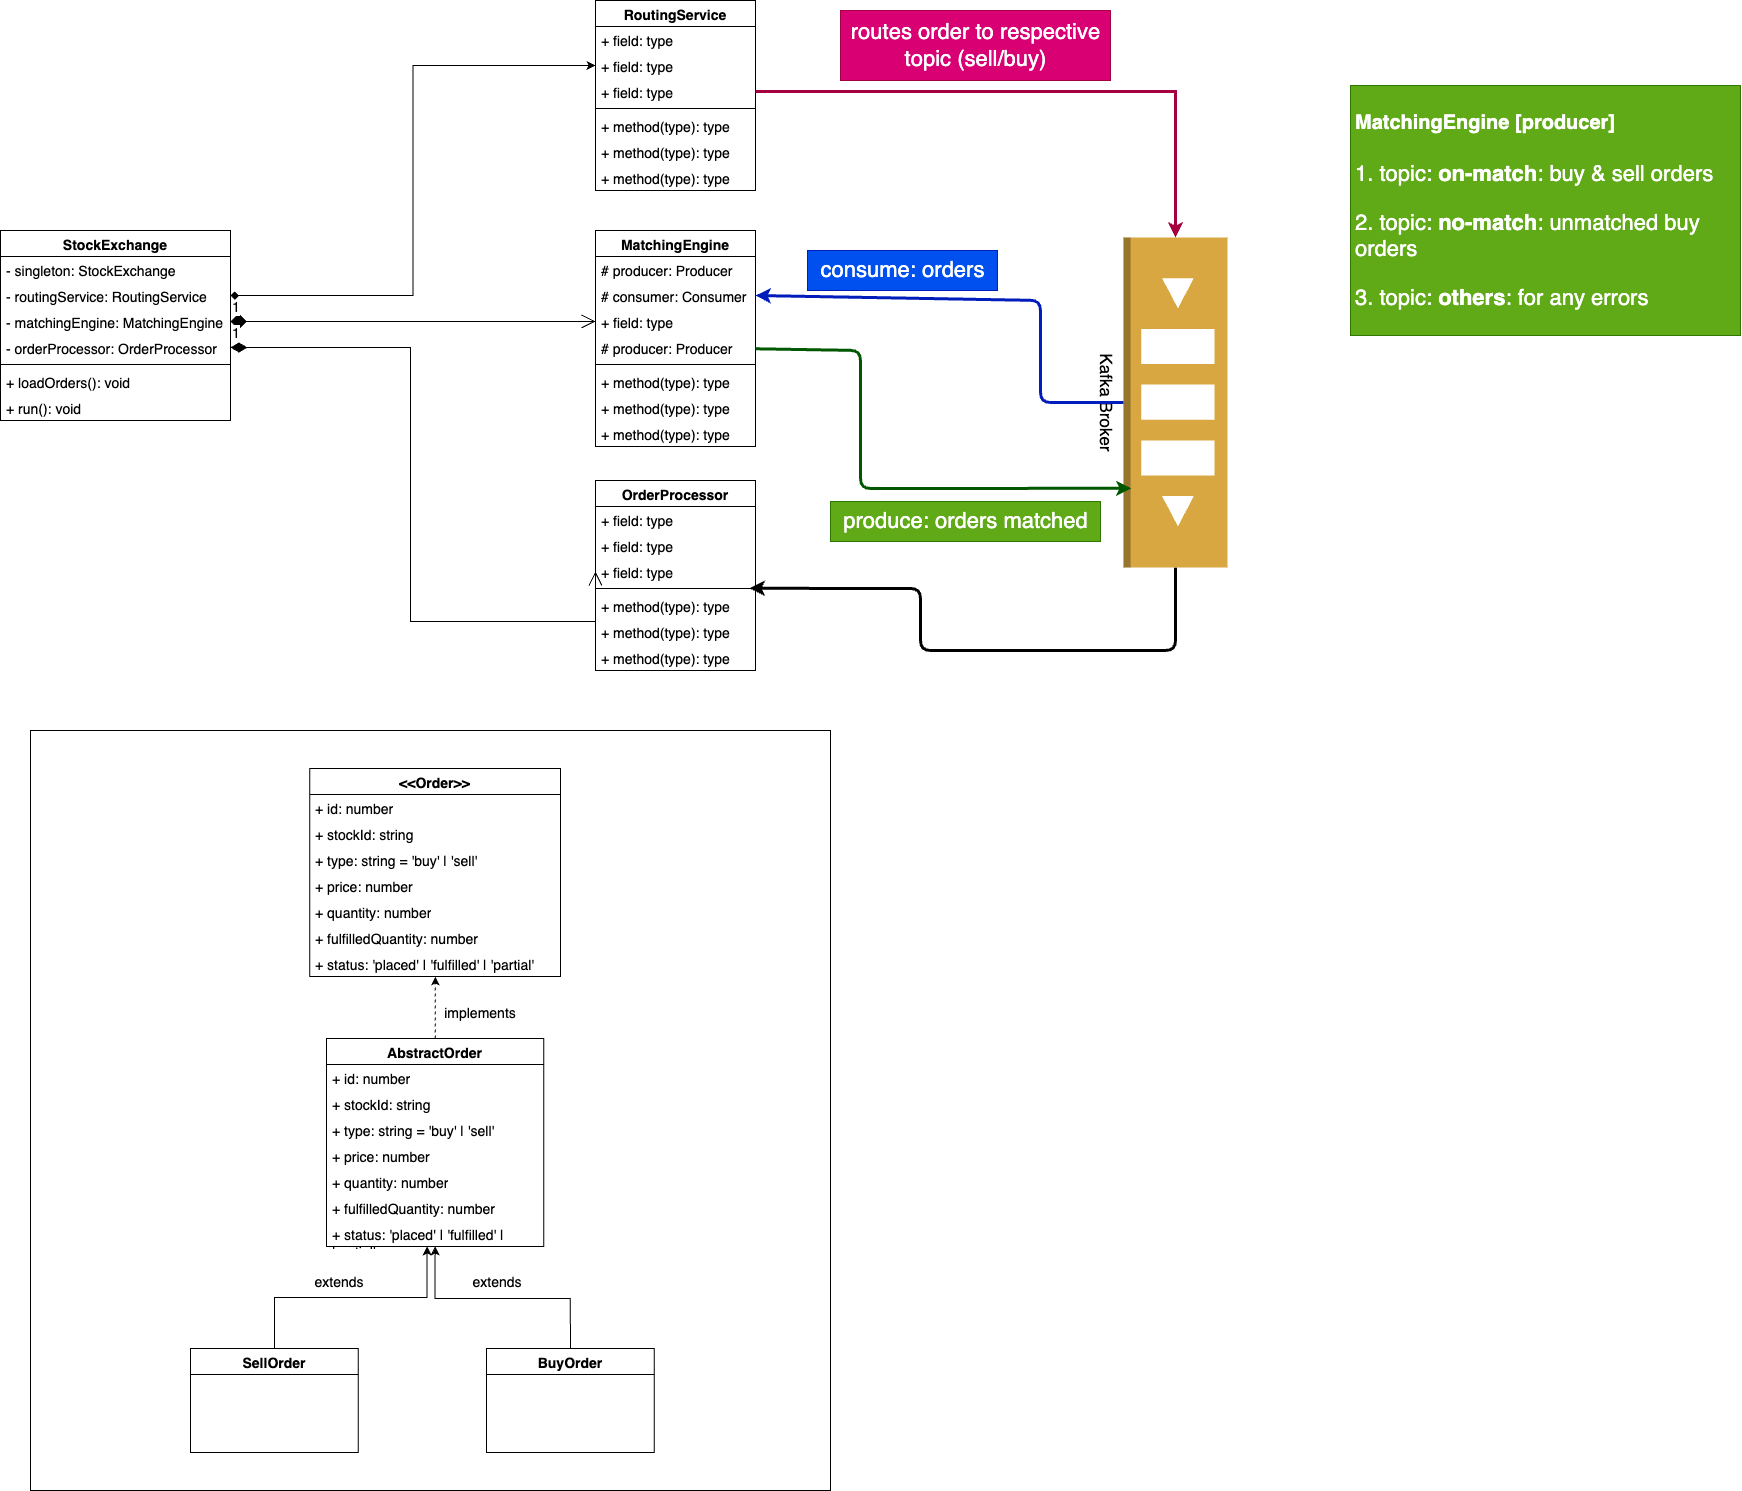 RoutingService
+ field: type
+ field: type
+ field: type
+ method(type): type
+ method(type): type
+ method(type): type
routes order to respective
topic (sell/buy)
MatchingEngine [producer]
1. topic: on-match: buy & sell orders
2. topic: no-match: unmatched buy
orders
3. topic: others: for any errors
StockExchange
- singleton: StockExchange
- routingService: RoutingService
- matchingEngine: MatchingEngine
- orderProcessor: OrderProcessor
+ loadOrders(): void
+ run(): void
1
1
MatchingEngine
# producer: Producer
# consumer: Consumer
+ field: type
# producer: Producer
+ method(type): type
+ method(type): type
+ method(type): type
consume: orders
Kafka Broker
produce: orders matched
OrderProcessor
+ field: type
+ field: type
+ field: type
+ method(type): type
+ method(type): type
+ method(type): type
<<Order>>
+ id: number
+ stockId: string
+ type: string = 'buy' | 'sell'
+ price: number
+ quantity: number
+ fulfilledQuantity: number
+ status: 'placed' | 'fulfilled' | 'partial'
implements
AbstractOrder
+ id: number
+ stockId: string
+ type: string = 'buy' | 'sell'
+ price: number
+ quantity: number
+ fulfilledQuantity: number
+ status: 'placed' | 'fulfilled' |
extends
extends
SellOrder
BuyOrder